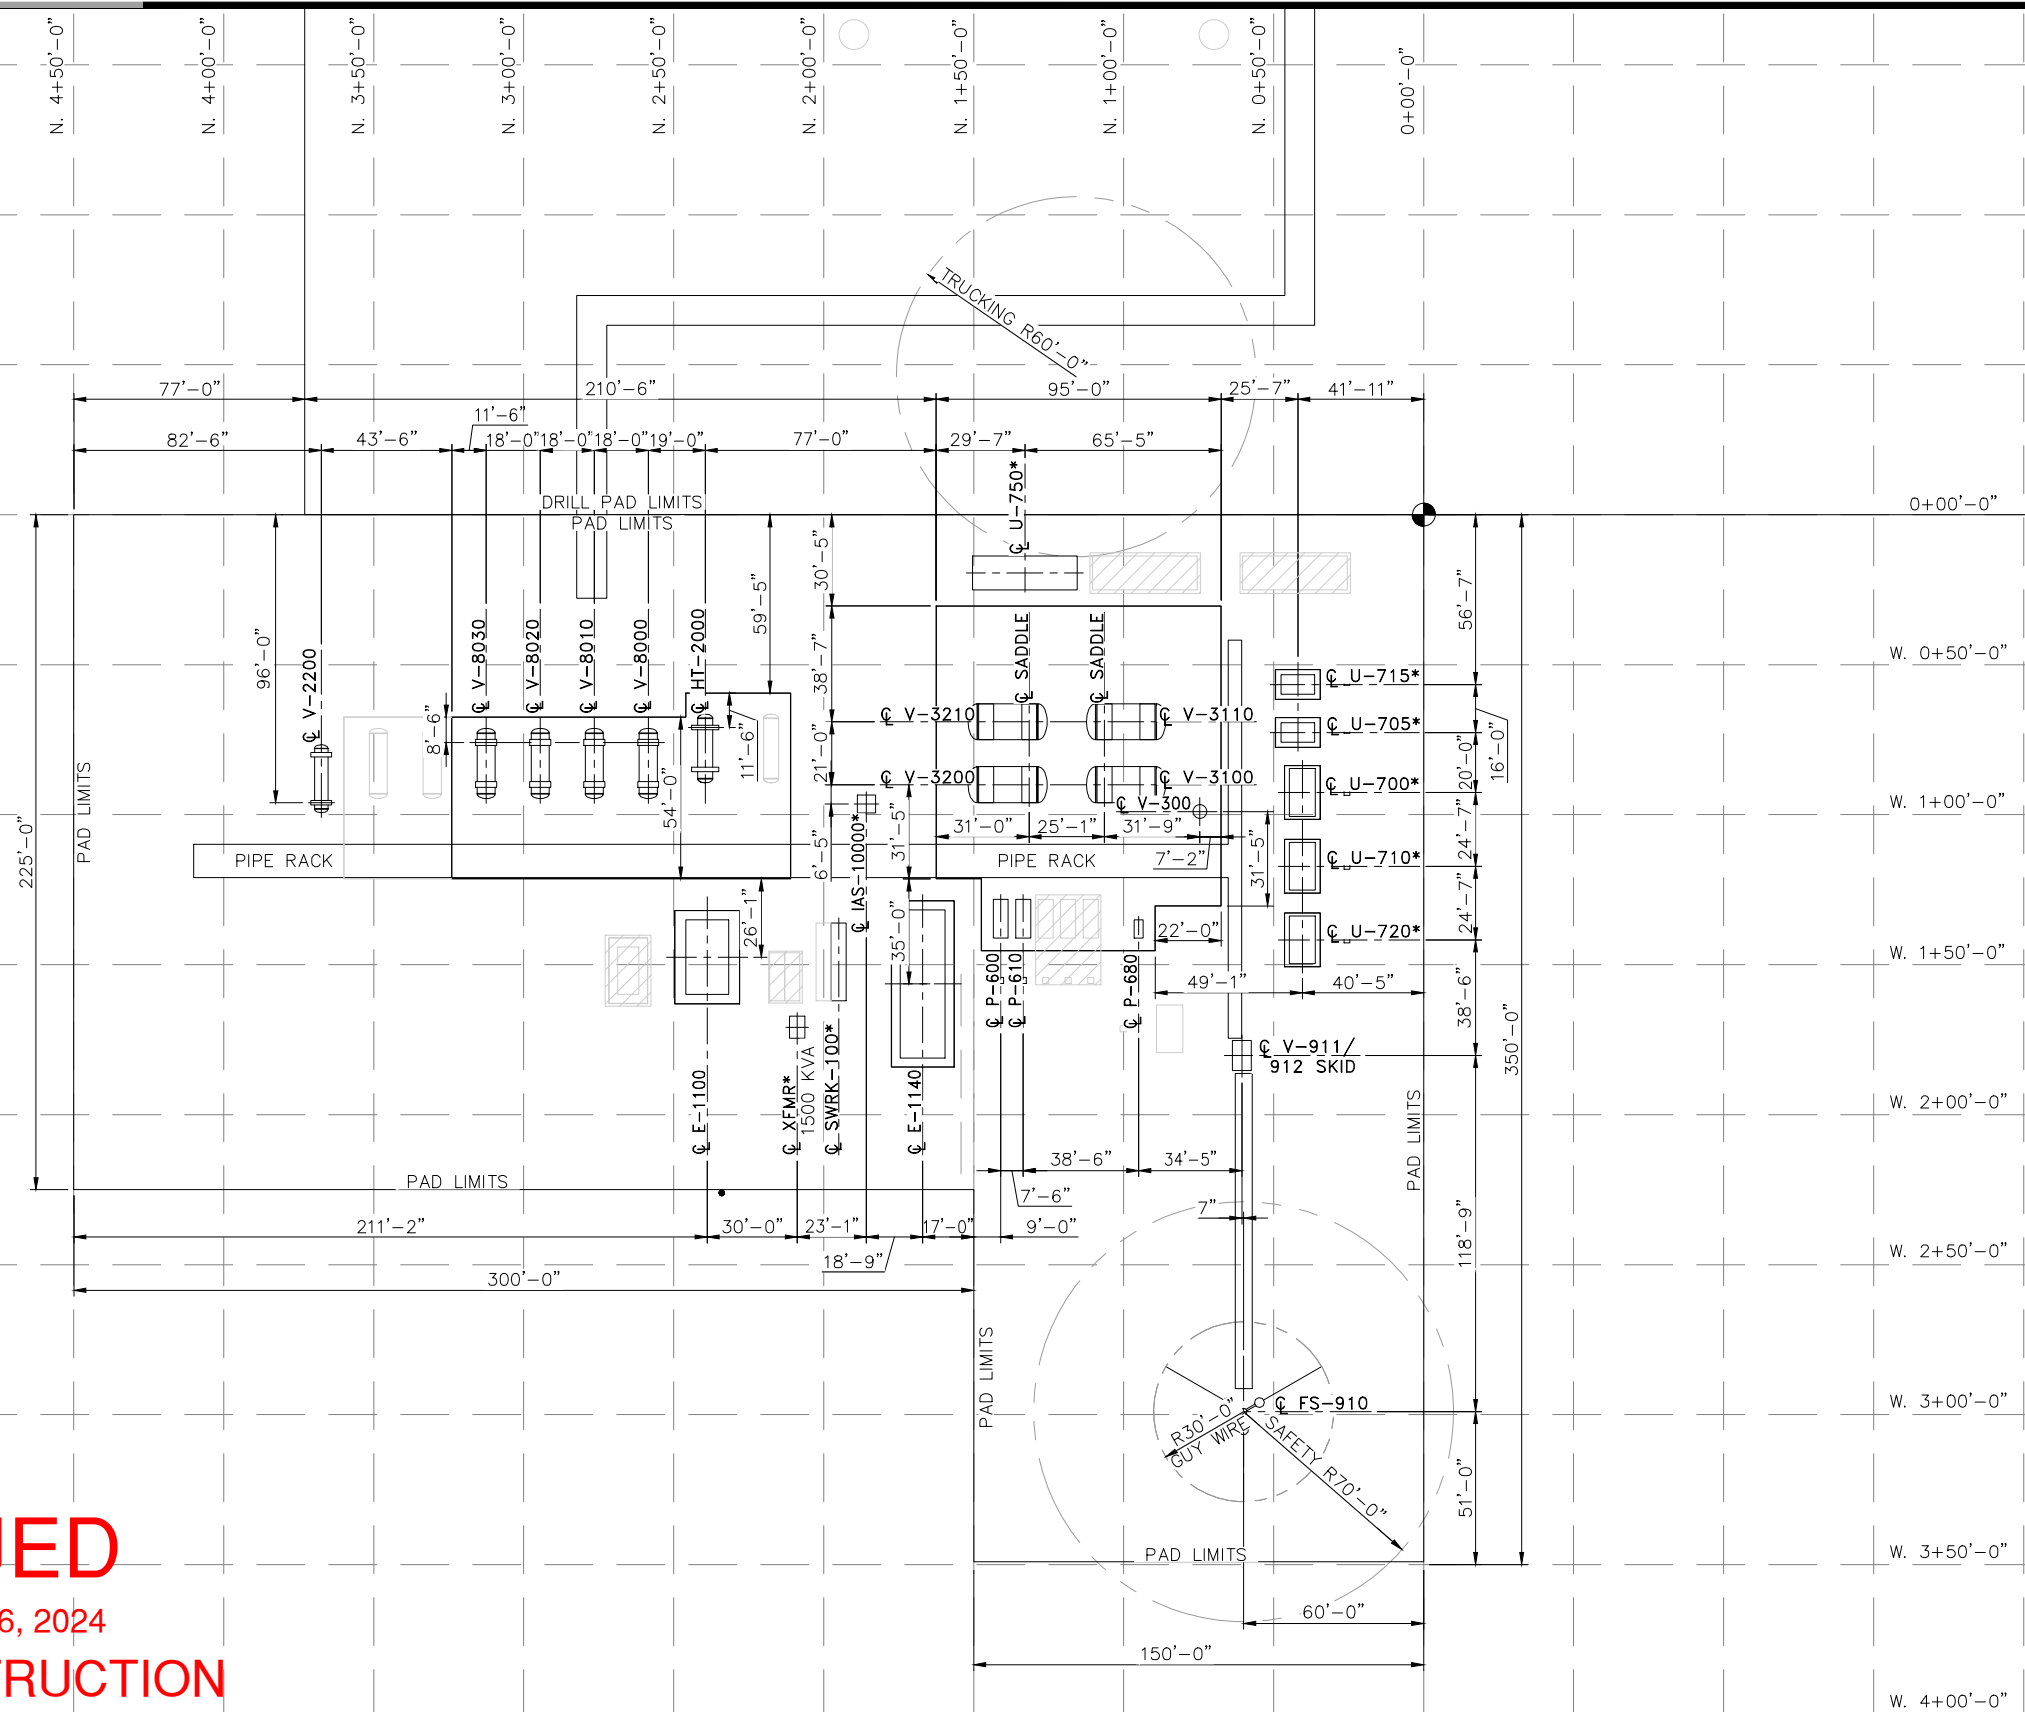 N. 4+50'-0"
N. 4+00'-0"
N. 3+50'-0"
N. 3+00'-0"
N. 2+50'-0"
N. 2+00'-0"
N. 1+50'-0"
N. 1+00'-0"
N. 0+50'-0"
0+00'-0"
TRUCKING R60'-0"
77'-0"
210'-6"
95'-0"
25'-7"
41'-11"
11'-6"
82'-6"
43'-6"
18'-0"
18'-0"
18'-0"
19'-0"
77'-0"
29'-7"
65'-5"
DRILL PAD LIMITS
PAD LIMITS
0+00'-0"
℄ U-750*
30'-5"
59'-5"
56'-7"
96'-0"
℄ V-2200
℄ V-8030
℄ V-8020
℄ V-8010
℄ V-8000
℄ HT-2000
38'-7"
℄ SADDLE
℄ SADDLE
W. 0+50'-0"
℄ U-715*
℄ V-3210
℄ V-3110
℄ U-705*
8'-6"
11'-6"
21'-0"
20'-0"
16'-0"
℄ V-3200
℄ V-3100
℄ U-700*
54'-0"
℄ V-300
W. 1+00'-0"
PAD LIMITS
225'-0"
6'-5"
31'-5"
31'-0"
25'-1"
31'-9"
24'-7"
PIPE RACK
PIPE RACK
7'-2"
31'-5"
℄ U-710*
℄ IAS-10000*
26'-1"
35'-0"
24'-7"
22'-0"
℄ U-720*
W. 1+50'-0"
℄ P-600
℄ P-610
℄ P-680
49'-1"
40'-5"
38'-6"
350'-0"
℄ V-911/
912 SKID
℄ E-1100
℄ XFMR*
1500 KVA
℄ SWRK-100*
℄ E-1140
W. 2+00'-0"
PAD LIMITS
38'-6"
34'-5"
PAD LIMITS
7'-6"
7"
211'-2"
30'-0"
23'-1"
17'-0"
9'-0"
118'-9"
18'-9"
W. 2+50'-0"
300'-0"
PAD LIMITS
℄ FS-910
W. 3+00'-0"
R30'-0"
GUY WIRE
SAFETY R70'-0"
51'-0"
PAD LIMITS
W. 3+50'-0"
UED
6, 2024
60'-0"
150'-0"
TRUCTION
W. 4+00'-0"